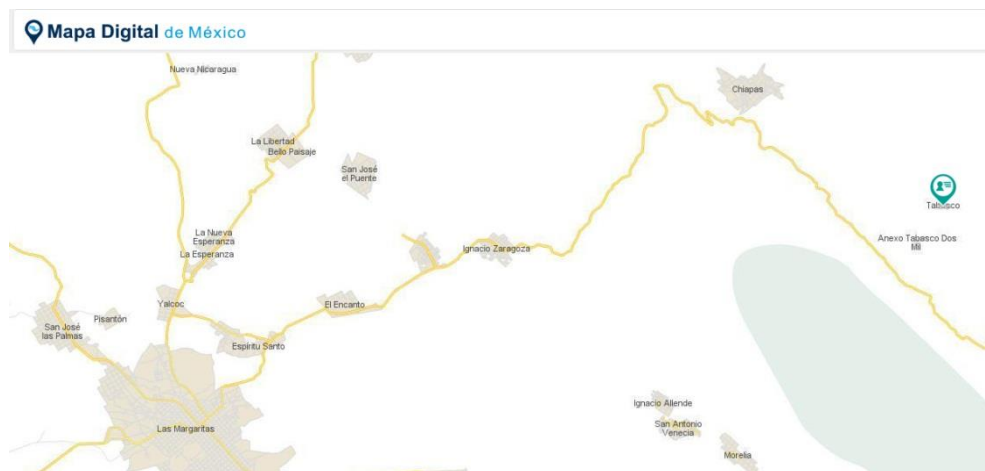 Mapa Digital de México
Nueva Nicaragua
Chiapas
La Libertad
Bello Paisaje
San José
el Puente
Tabasco
La Nueva
Esperanza
La Esperanza
Ignacio Zaragoza
Anexo Tabasco Dos
Mil
Yalcoc
El Encanto
Pisantón
San José
las Palmas
Espíritu Santo
Las Margaritas
Ignacio Allende
San Antonio
Venecia
Morelia